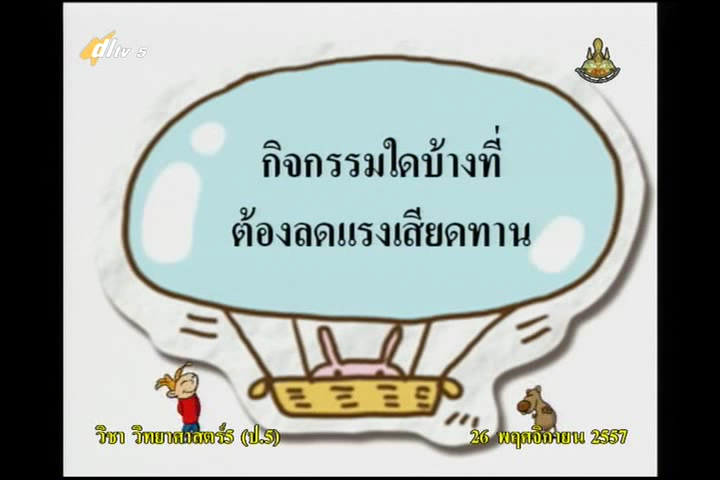 dltv 5
กิจกรรมใดบ้างที่
ต้องลดแรงเสียดทาน
วิชา วิทยาศาสตร์5 (ป.5)
26 พฤศจิกายน 2557